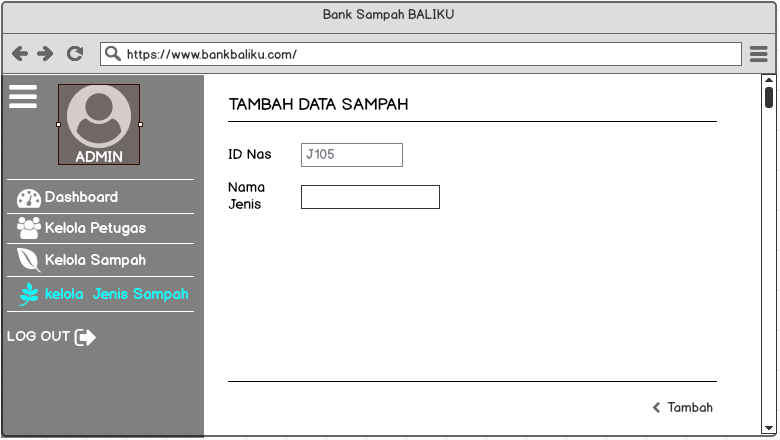 Bank Sampah BALIKU
https://www.bankbaliku.com/
ADMIN
Dashboard
Kelola Petugas
Kelola Sampah
kelola Jenis Sampah
LOG OUT
TAMBAH DATA SAMPAH
ID Nas J105
Nama
Jenis
Tambah